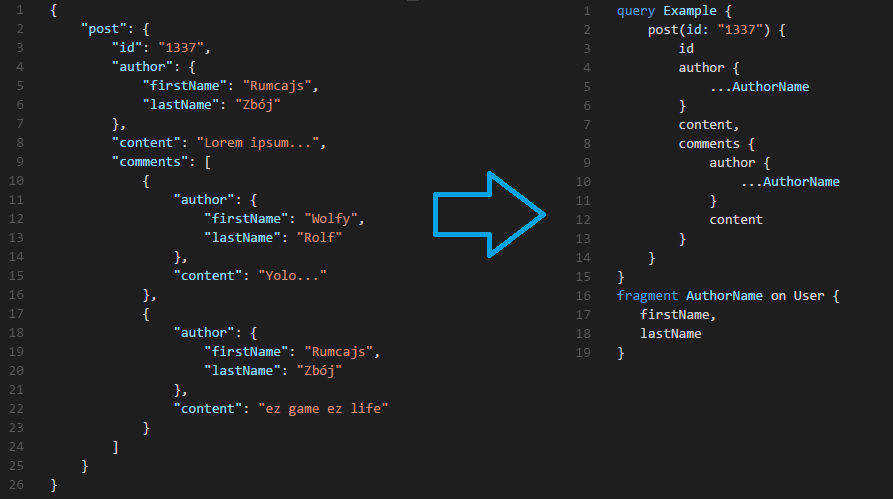 1 {
2 "post": {
3 "id": "1337",
4 "author": {
5 "firstName": "Rumcajs",
6 "lastName": "Zbój"
7 },
8 "content": "Lorem ipsum...",
9 "comments": [
10 {
11 "author": {
12 "firstName": "Wolfy",
13 "lastName": "Rolf"
14 },
15 "content": "Yolo..."
16 },
17 {
18 "author": {
19 "firstName": "Rumcajs",
20 "lastName": "Zbój"
21 },
22 "content": "ez game ez life"
23 }
24 ]
25 }
26 }
1 query Example {
2 post(id: "1337") {
3 id
4 author {
5 ...AuthorName
6 }
7 content,
8 comments {
9 author {
10 ...AuthorName
11 }
12 content
13 }
14 }
15 }
16 fragment AuthorName on User {
17 firstName,
18 lastName
19 }